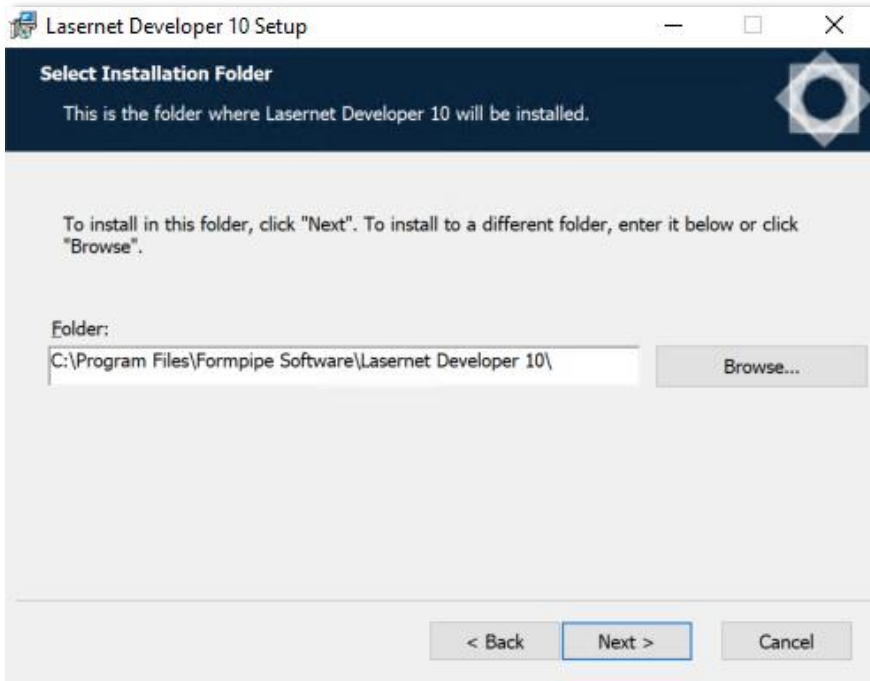 Lasernet Developer 10 Setup
Select Installation Folder
This is the folder where Lasernet Developer 10 will be installed.
To install in this folder, click "Next". To install to a different folder, enter it below or click
"Browse".
Folder:
C:\Program Files\Formpipe Software\Lasernet Developer 10\
Browse...
< Back
Next >
Cancel